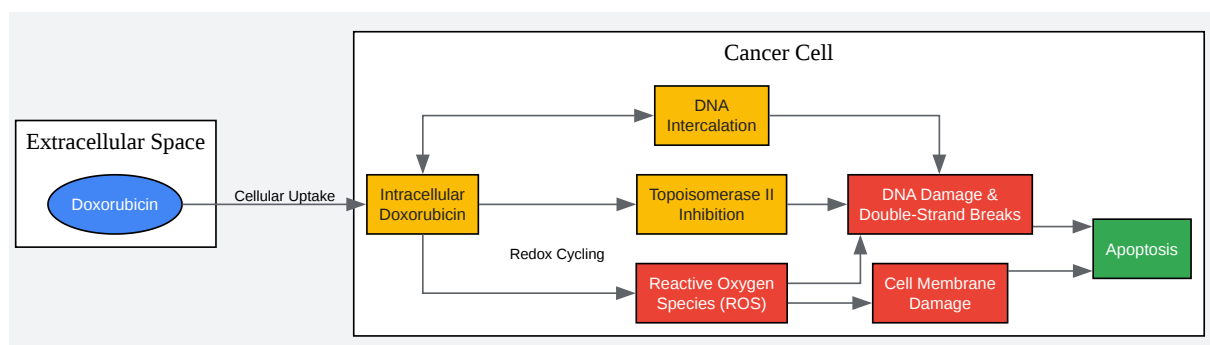 Cancer Cell
Extracellular Space
Doxorubicin
Cellular Uptake
Intracellular
Doxorubicin
DNA
Intercalation
Topoisomerase II
Inhibition
Redox Cycling
Reactive Oxygen
Species (ROS)
DNA Damage &
Double-Strand Breaks
Cell Membrane
Damage
Apoptosis